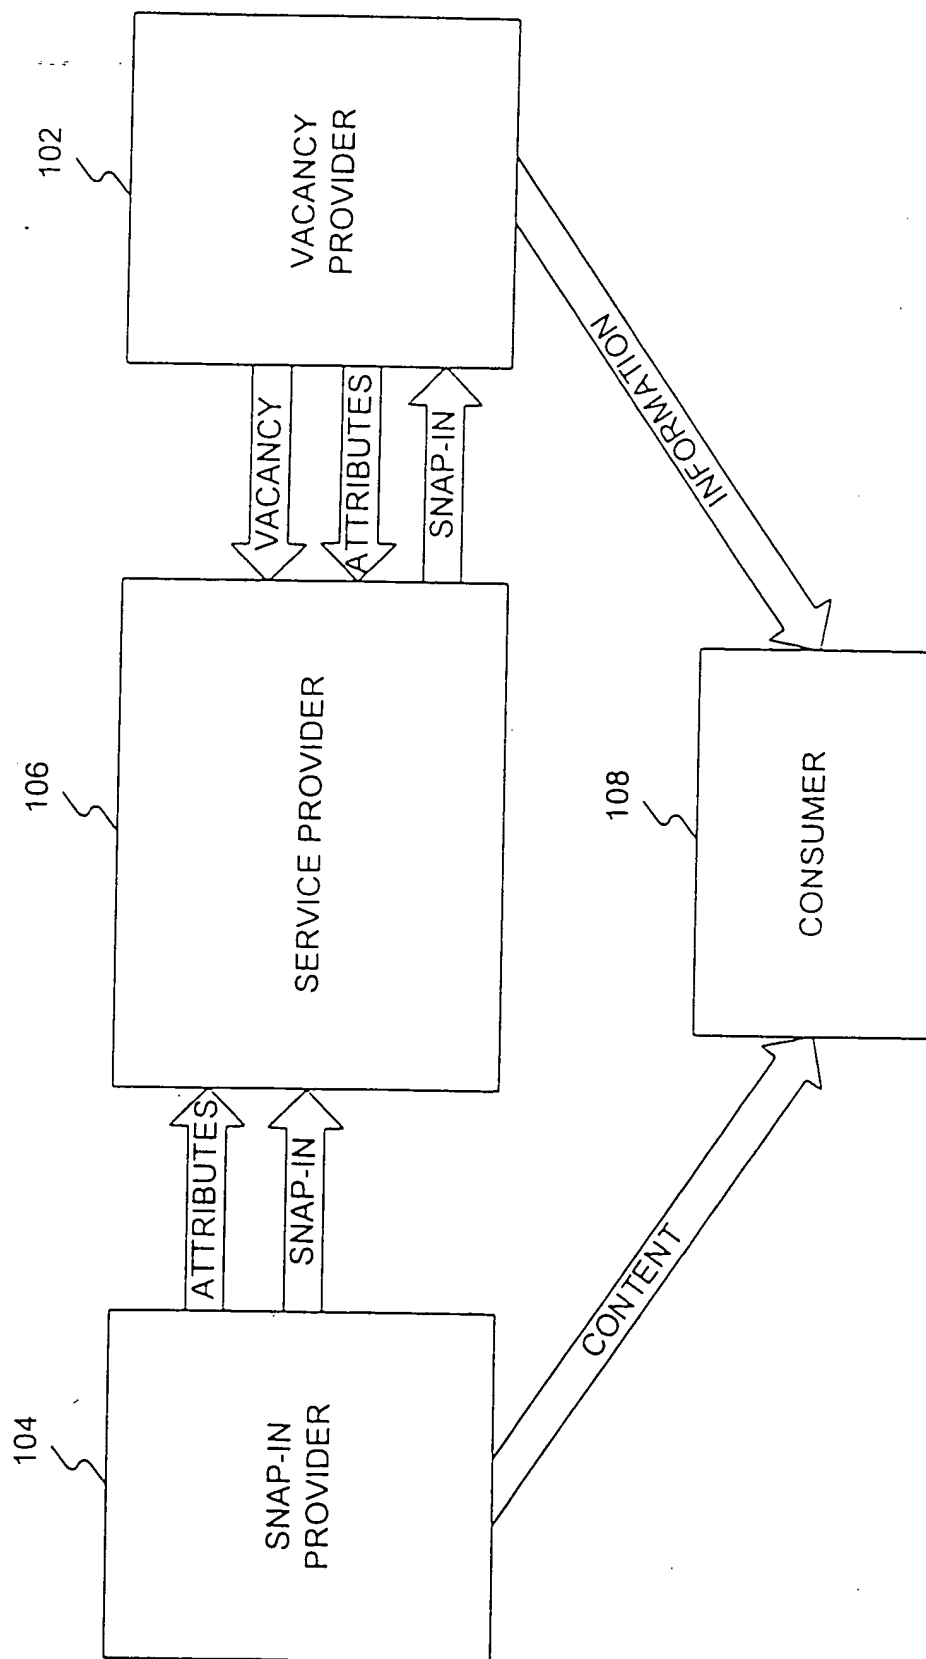 104
SNAP-IN
PROVIDER
ATTRIBUTES
SNAP-IN
106
SERVICE PROVIDER
VACANCY
ATTRIBUTES
SNAP-IN
102
VACANCY
PROVIDER
CONTENT
INFORMATION
108
CONSUMER